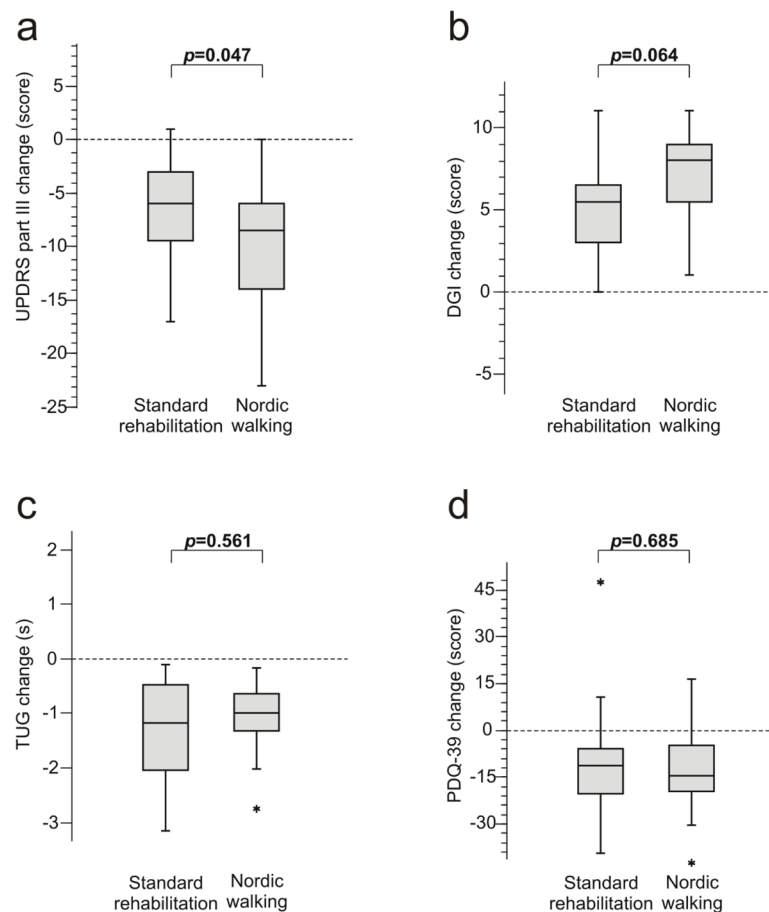 a
p=0.047
UPDRS part III change (score)
5
0
-5
-10
-15
-20
-25
Standard rehabilitation
Nordic walking
b
p=0.064
DGI change (score)
10
5
0
-5
Standard rehabilitation
Nordic walking
c
p=0.561
TUG change (s)
2
1
0
-1
-2
-3
Standard rehabilitation
Nordic walking
d
p=0.685
PDQ-39 change (score)
45
30
15
0
-15
-30
Standard rehabilitation
Nordic walking